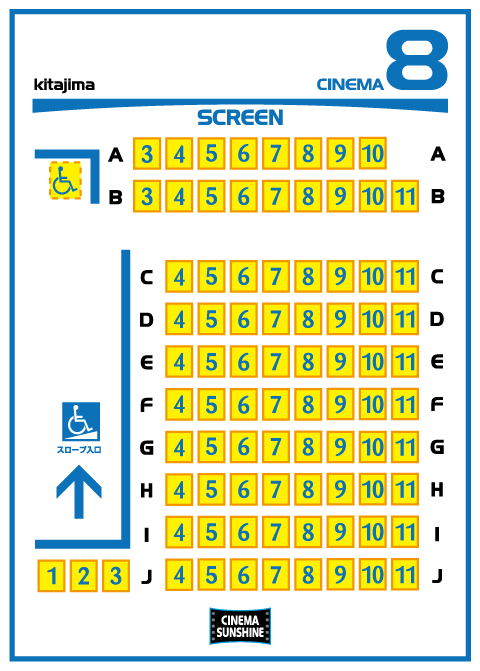 kitajima CINEMA 8
SCREEN
A 3 4 5 6 7 8 9 10 A
B 3 4 5 6 7 8 9 10 11 B
C 4 5 6 7 8 9 10 11 C
D 4 5 6 7 8 9 10 11 D
E 4 5 6 7 8 9 10 11 E
F 4 5 6 7 8 9 10 11 F
スロープ入口
G 4 5 6 7 8 9 10 11 G
H 4 5 6 7 8 9 10 11 H
I 4 5 6 7 8 9 10 11 I
1 2 3 J 4 5 6 7 8 9 10 11 J
CINEMA
SUNSHINE